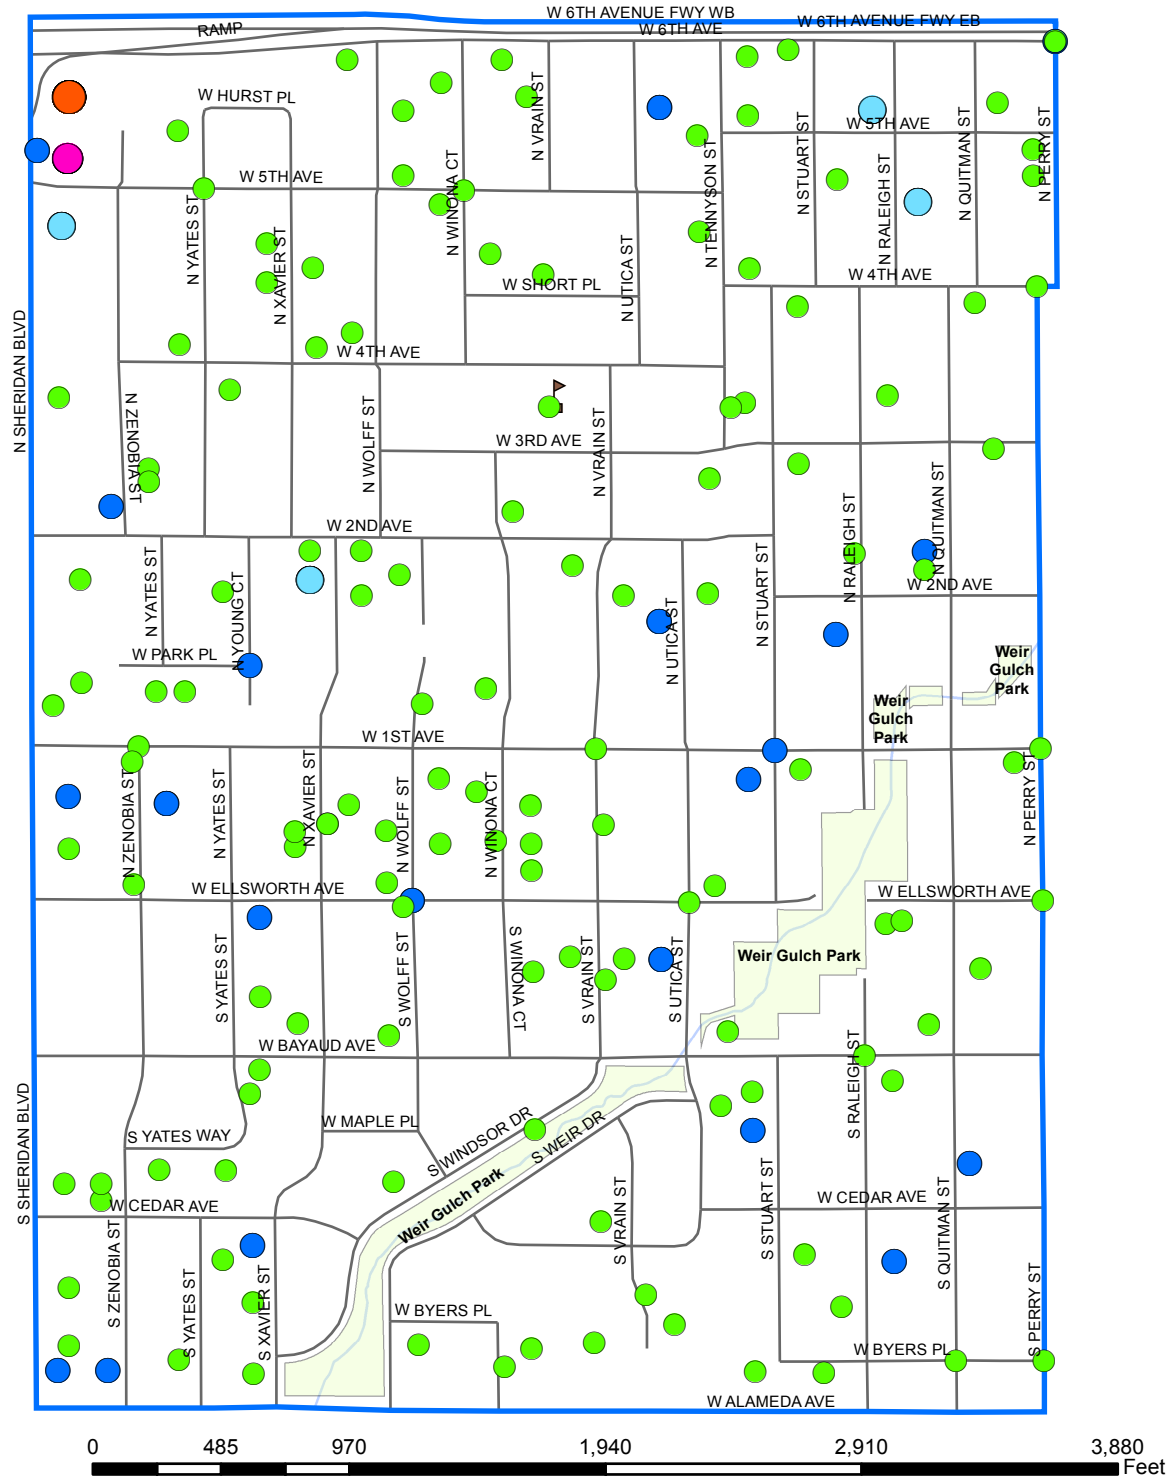 W 6TH AVENUE FWY WB
W 6TH AVENUE FWY EB
RAMP
W 6TH AVE
W HURST PL
N VRAIN ST
W 5TH AVE
N STUART ST
N QUITMAN ST
N PERRY ST
W 5TH AVE
N WINONA CT
N TENNYSON ST
N RALEIGH ST
N YATES ST
N XAVIER ST
N UTICA ST
W SHORT PL
W 4TH AVE
N SHERIDAN BLVD
W 4TH AVE
N ZENOBIA ST
N WOLFF ST
W 3RD AVE
N VRAIN ST
W 2ND AVE
N RALEIGH ST
N QUITMAN ST
N YATES ST
N YOUNG CT
N UTICA ST
N STUART ST
W 2ND AVE
W PARK PL
Weir
Gulch
Park
Weir
Gulch
Park
W 1ST AVE
N ZENOBIA ST
N YATES ST
N XAVIER ST
N WOLFF ST
N WINONA CT
N PERRY ST
W ELLSWORTH AVE
W ELLSWORTH AVE
S YATES ST
S WOLFF ST
S WINONA CT
S VRAIN ST
S UTICA ST
Weir Gulch Park
W BAYAUD AVE
S RALEIGH ST
S SHERIDAN BLVD
S YATES WAY
W MAPLE PL
S WINDSOR DR
S WEIR DR
Weir Gulch Park
W CEDAR AVE
W CEDAR AVE
S ZENOBIA ST
S YATES ST
S XAVIER ST
S VRAIN ST
S STUART ST
S QUITMAN ST
S PERRY ST
W BYERS PL
W BYERS PL
W ALAMEDA AVE
0 485 970 1,940 2,910 3,880
Feet